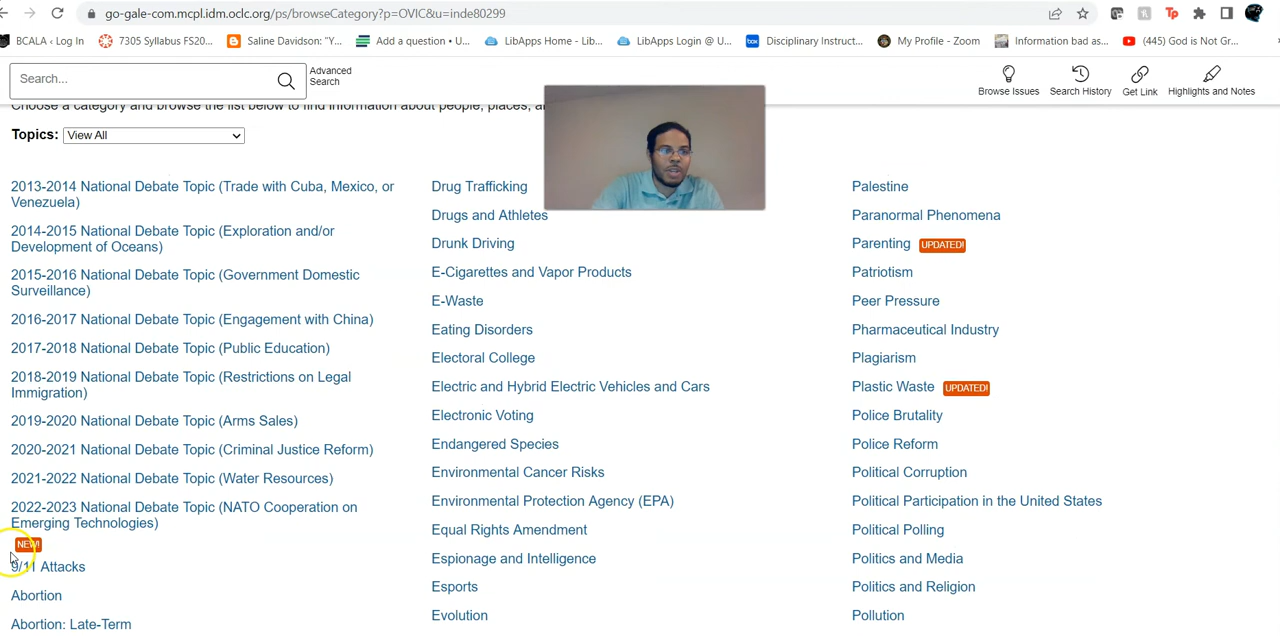 go-gale-com.mcpl.idm.oclc.org/ps/browseCategory?p=OVIC&u=inde80299
BCALA ‹ Log In
7305 Syllabus FS20...
Saline Davidson: "Y...
Add a question • U...
LibApps Home - Lib...
LibApps Login @ U...
box
Disciplinary Instruct...
My Profile - Zoom
Information bad as...
(445) God is Not Gr...
Search...
Advanced
Search
Browse Issues
Search History
Get Link
Highlights and Notes
Choose a category and browse the list below to find information about people, places,
Topics: View All
2013-2014 National Debate Topic (Trade with Cuba, Mexico, or
Venezuela)
2014-2015 National Debate Topic (Exploration and/or
Development of Oceans)
2015-2016 National Debate Topic (Government Domestic
Surveillance)
2016-2017 National Debate Topic (Engagement with China)
2017-2018 National Debate Topic (Public Education)
2018-2019 National Debate Topic (Restrictions on Legal
Immigration)
2019-2020 National Debate Topic (Arms Sales)
2020-2021 National Debate Topic (Criminal Justice Reform)
2021-2022 National Debate Topic (Water Resources)
2022-2023 National Debate Topic (NATO Cooperation on
Emerging Technologies)
NEW!
9/11 Attacks
Abortion
Abortion: Late-Term
Drug Trafficking
Drugs and Athletes
Drunk Driving
E-Cigarettes and Vapor Products
E-Waste
Eating Disorders
Electoral College
Electric and Hybrid Electric Vehicles and Cars
Electronic Voting
Endangered Species
Environmental Cancer Risks
Environmental Protection Agency (EPA)
Equal Rights Amendment
Espionage and Intelligence
Esports
Evolution
Palestine
Paranormal Phenomena
Parenting UPDATED!
Patriotism
Peer Pressure
Pharmaceutical Industry
Plagiarism
Plastic Waste UPDATED!
Police Brutality
Police Reform
Political Corruption
Political Participation in the United States
Political Polling
Politics and Media
Politics and Religion
Pollution